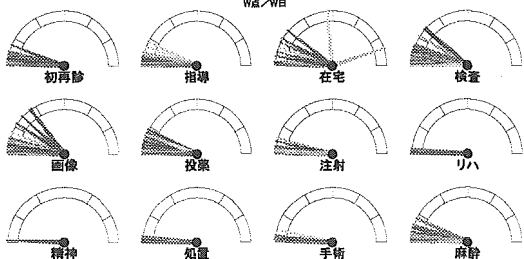 W点/W日
初再診 指導 在宅 検査
画像 投薬 注射 リハ
精神 処置 手術 麻酔